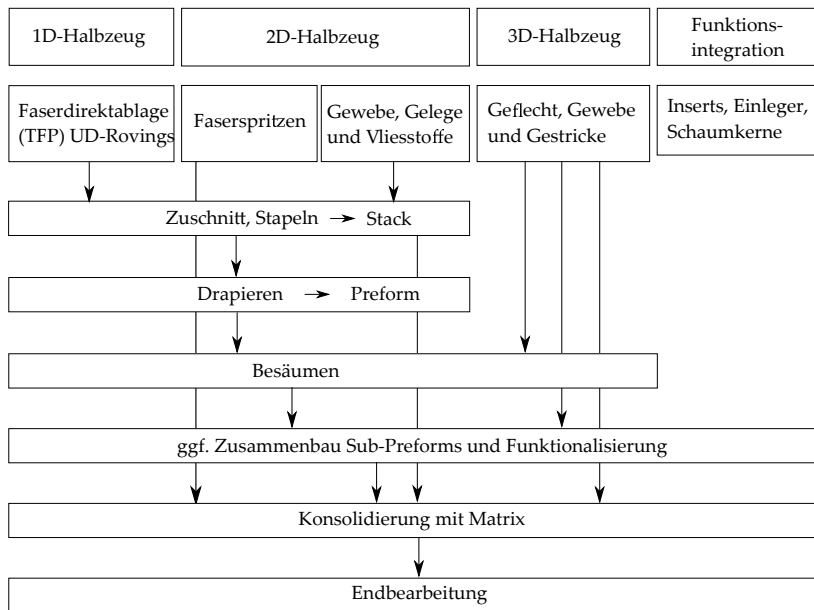 1D-Halbzeug
2D-Halbzeug
3D-Halbzeug
Funktions-
integration
Faserdirektablage
(TFP) UD-Rovings
Faserspritzen
Gewebe, Gelege
und Vliesstoffe
Geflecht, Gewebe
und Gestricke
Inserts, Einleger,
Schaumkerne
Zuschnitt, Stapeln → Stack
Drapieren → Preform
Besäumen
ggf. Zusammenbau Sub-Preforms und Funktionalisierung
Konsolidierung mit Matrix
Endbearbeitung